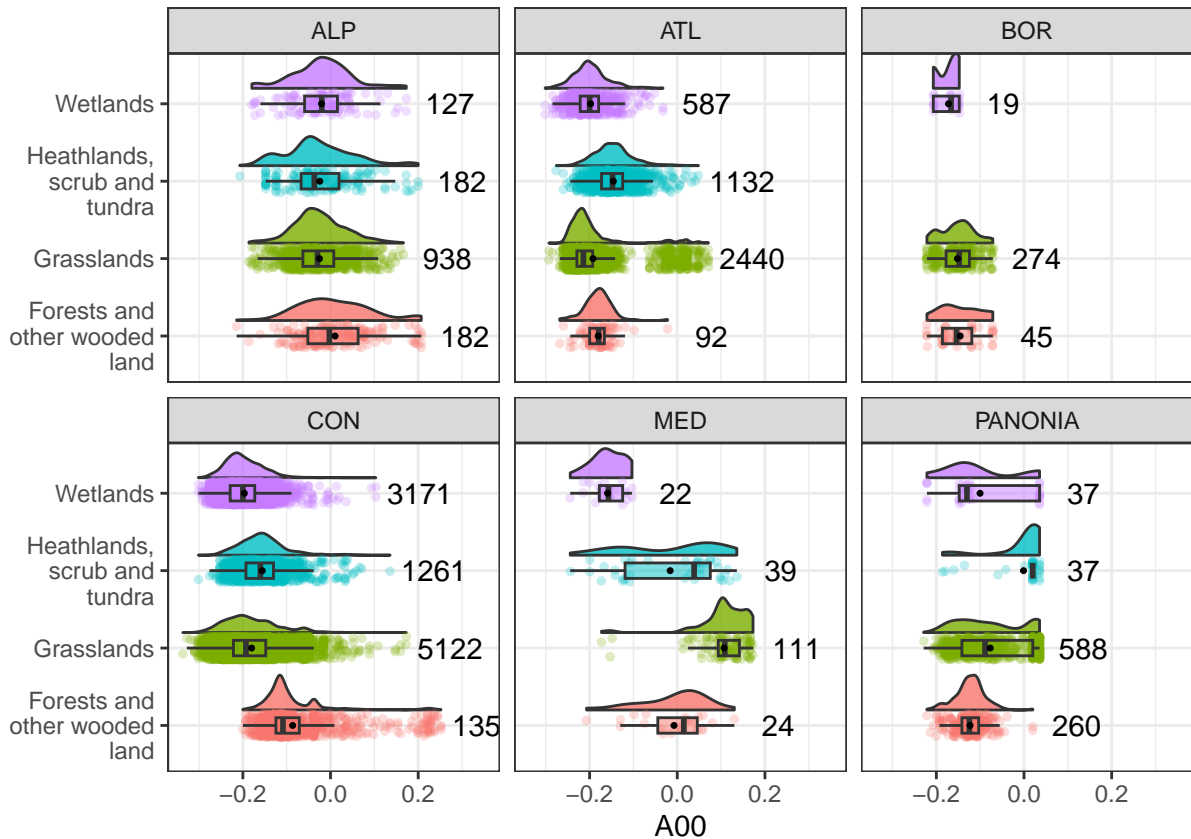 ALP
ATL
BOR
Wetlands
127
587
19
Heathlands,
scrub and
tundra
182
1132
Grasslands
938
2440
274
Forests and
other wooded
land
182
92
45
CON
MED
PANONIA
Wetlands
3171
22
37
Heathlands,
scrub and
tundra
1261
39
37
Grasslands
5122
111
588
Forests and
other wooded
land
135
24
260
−0.2 0.0 0.2
−0.2 0.0 0.2
−0.2 0.0 0.2
A00